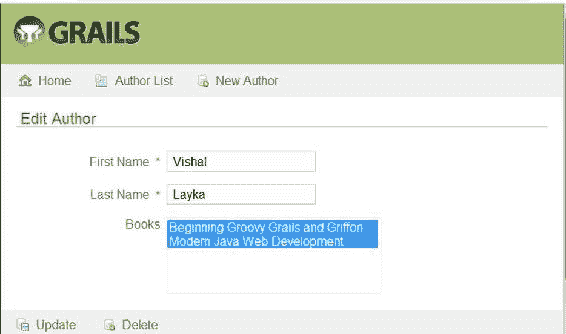 GRAILS
Home Author List New Author
Edit Author
First Name * Vishal
Last Name * Layka
Books Beginning Groovy Grails and Griffon
Modern Java Web Development
Update Delete